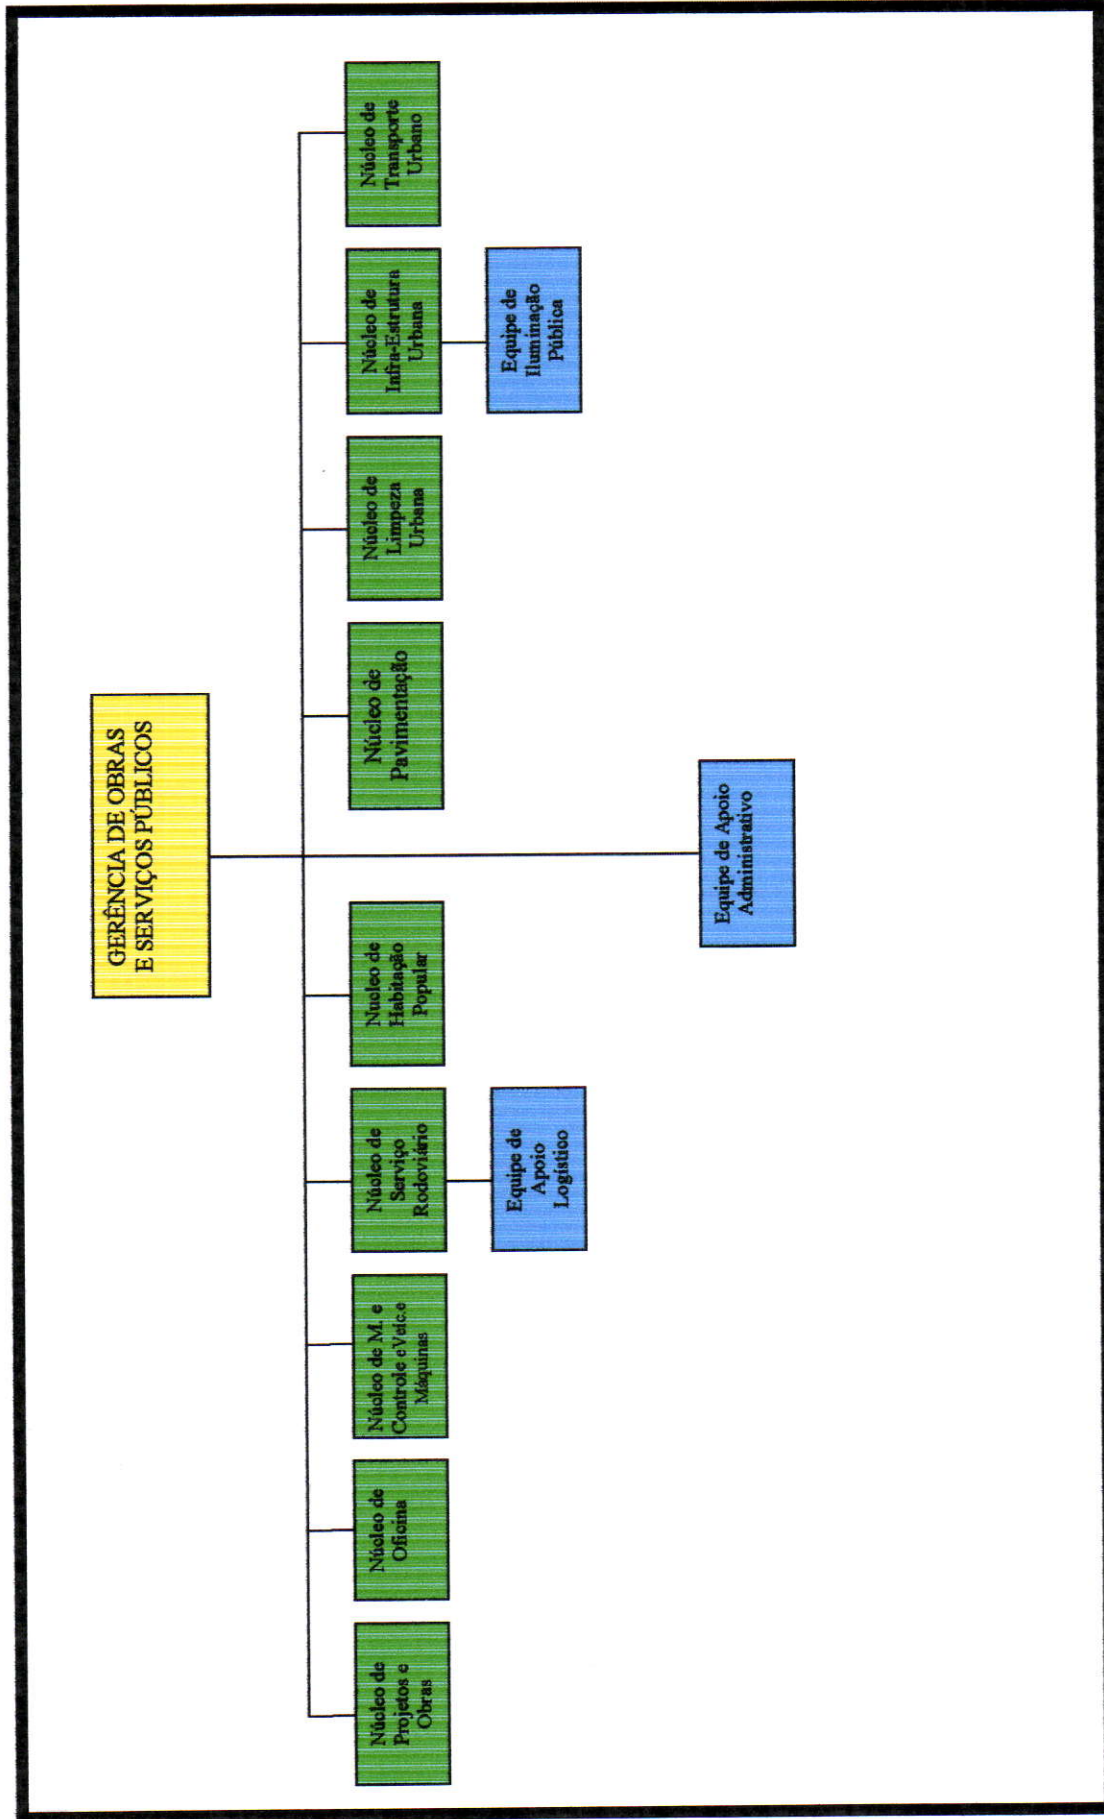 GERÊNCIA DE OBRAS
E SERVIÇOS PÚBLICOS
Núcleo de
Projetos e
Obras
Núcleo de
Oficina
Núcleo de M. e
Controle eVeíc.e
Máquinas
Núcleo de
Serviço
Rodoviário
Nucleo de
Habitação
Popular
Núcleo de
Pavimentação
Núcleo de
Limpeza
Urbana
Núcleo de
Infra-Estrutura
Urbana
Núcleo de
Transporte
Urbano
Equipe de
Apoio
Logístico
Equipe de
Iluminação
Pública
Equipe de Apoio
Administrativo